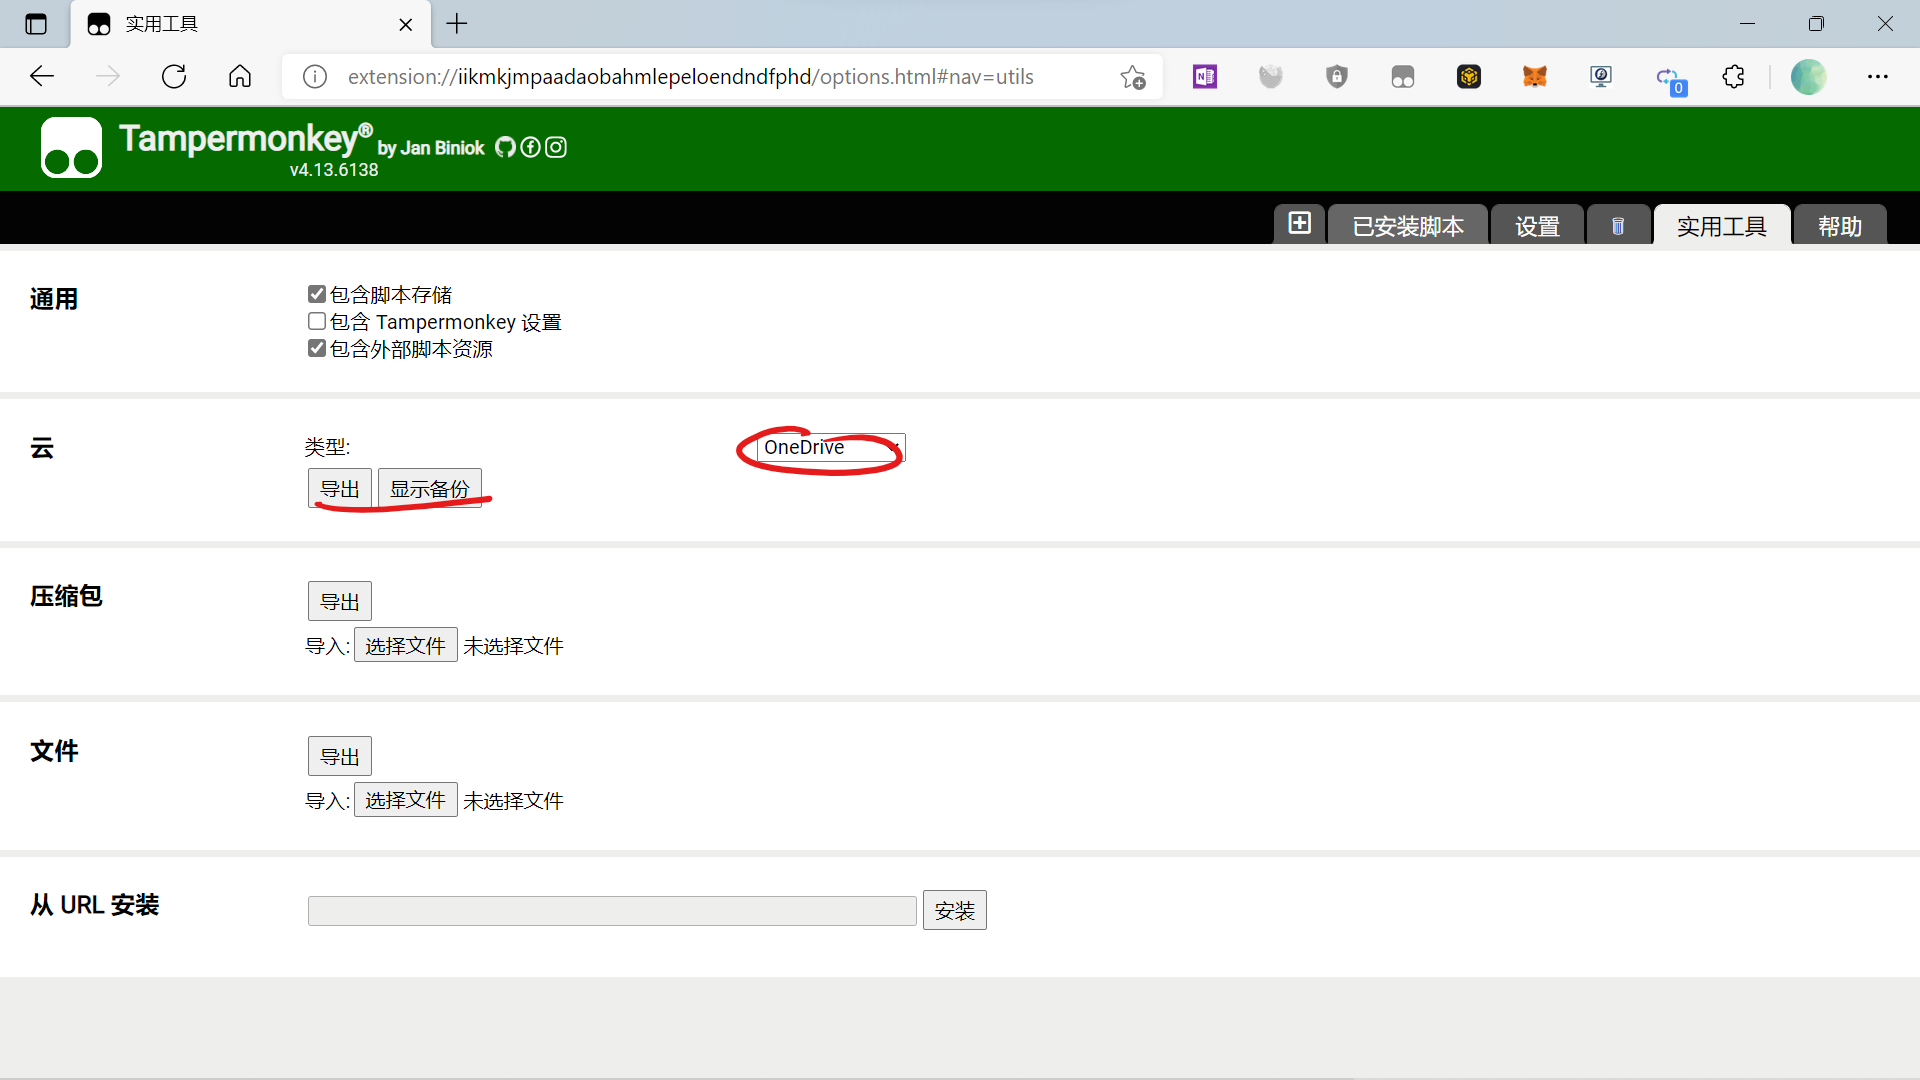 实用工具
extension://iikmkjmpaadaobahmlepeloendndfphd/options.html#nav=utils
0
Tampermonkey® by Jan Biniok
v4.13.6138
已安装脚本 设置 实用工具 帮助
通用
包含脚本存储
包含 Tampermonkey 设置
包含外部脚本资源
云
类型: OneDrive
导出 显示备份
压缩包
导出
导入: 选择文件 未选择文件
文件
导出
导入: 选择文件 未选择文件
从 URL 安装
安装